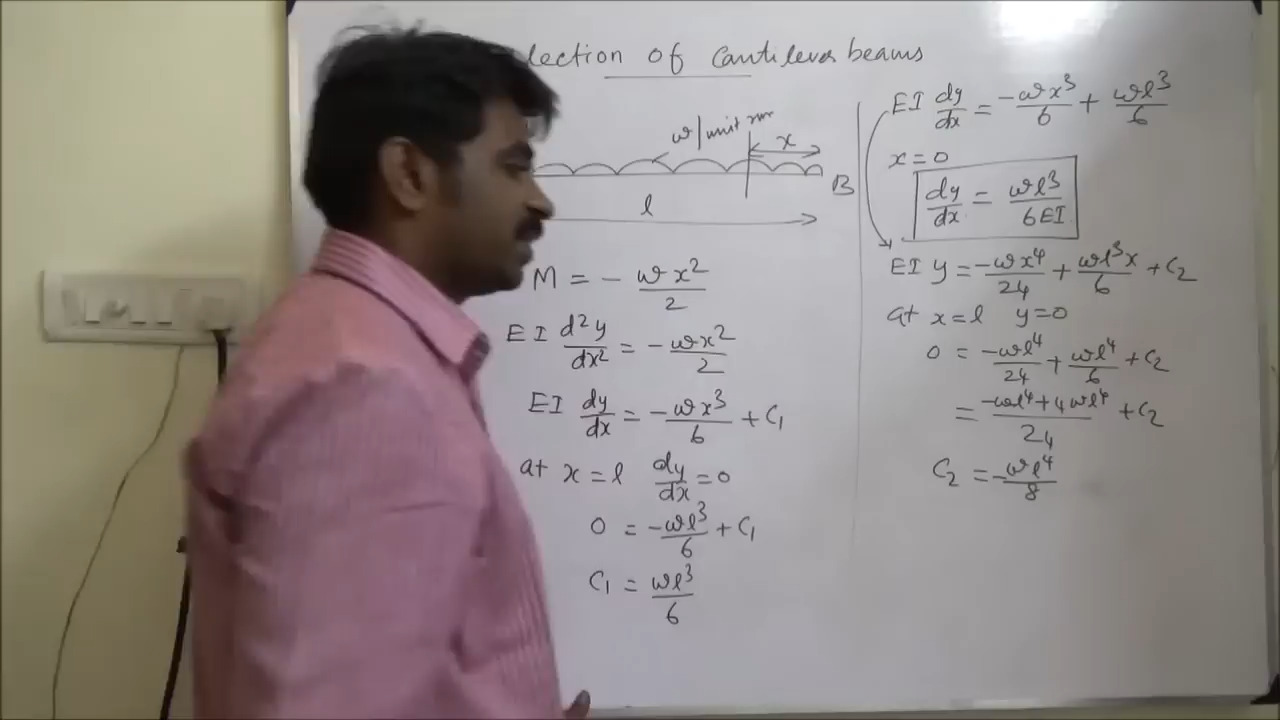 lection of Cantilever beams
w/unit run
x
B
l
M = - wx²/2
EI d²y/dx² = - wx²/2
EI dy/dx = - wx³/6 + C₁
at x = l dy/dx = 0
0 = - wl³/6 + C₁
C₁ = wl³/6
EI dy/dx = - wx³/6 + wl³/6
x = 0
dy/dx = wl³/6EI
EI y = - wx⁴/24 + wl³x/6 + C₂
at x = l y = 0
0 = - wl⁴/24 + wl⁴/6 + C₂
= - wl⁴ + 4wl⁴/24 + C₂
C₂ = - wl⁴/8